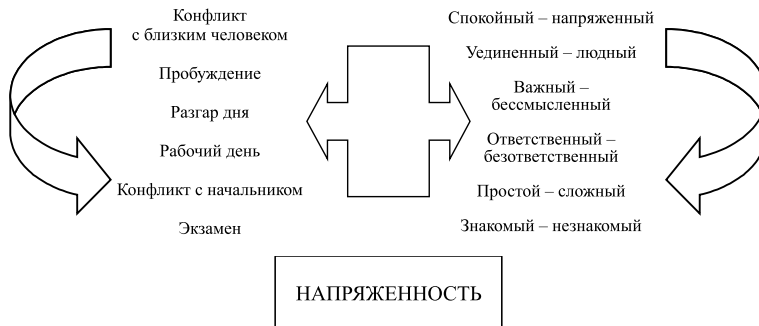 Конфликт
с близким человеком
Пробуждение
Разгар дня
Рабочий день
Конфликт с начальником
Экзамен
Спокойный – напряженный
Уединенный – людный
Важный –
бессмысленный
Ответственный –
безответственный
Простой – сложный
Знакомый – незнакомый
НАПРЯЖЕННОСТЬ